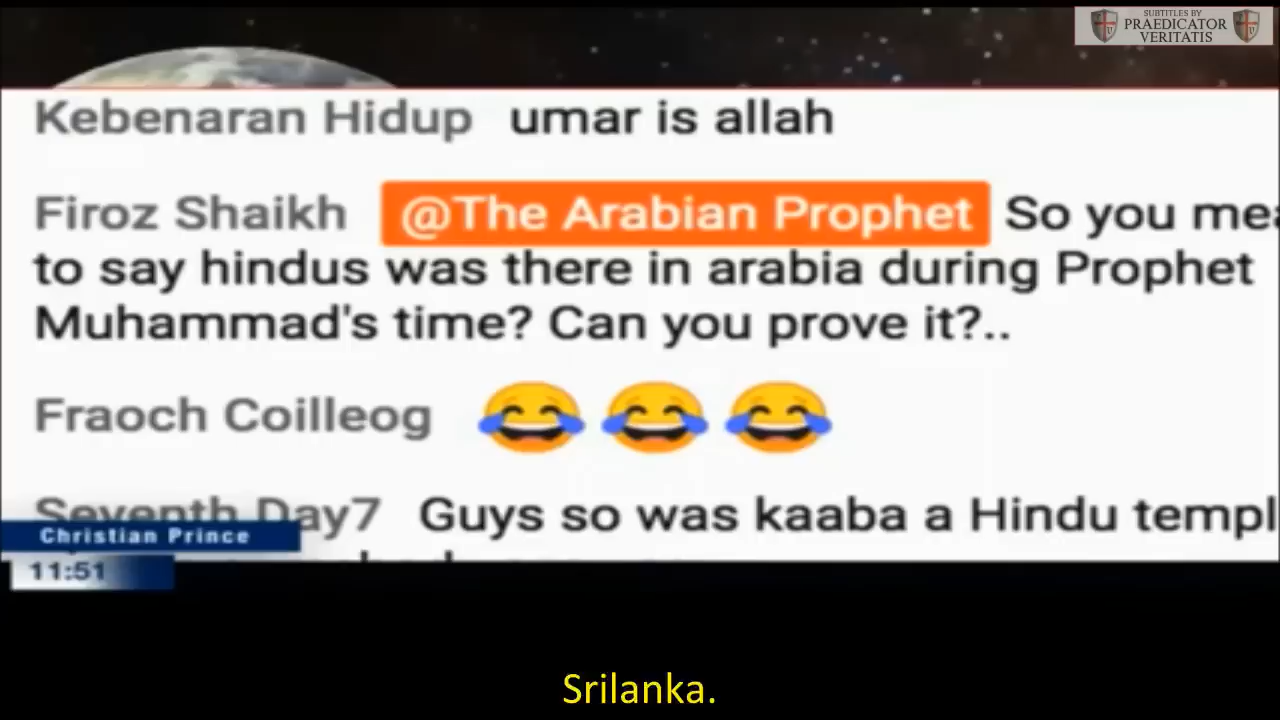 SUBTITLES BY
PRAEDICATOR
VERITATIS
Kebenaran Hidup umar is allah
Firoz Shaikh @The Arabian Prophet So you mea
to say hindus was there in arabia during Prophet
Muhammad's time? Can you prove it?..
Fraoch Coilleog 😂😂😂
Seventh Day7 Guys so was kaaba a Hindu templ
Christian Prince
11:51
Srilanka.